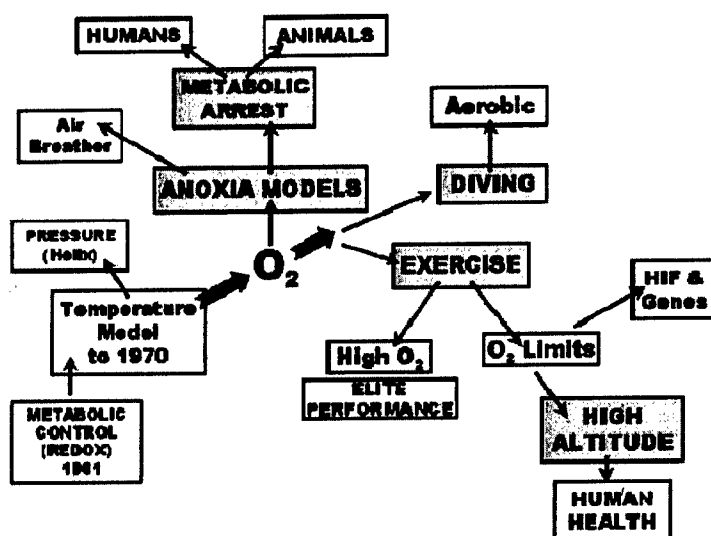 HUMANS
ANIMALS
METABOLIC
ARREST
Aerobic
Air
Breather
ANOXIA MODELS
DIVING
PRESSURE
(Helix)
O2
EXERCISE
HIF &
Genes
Temperature
Model
to 1970
High O2
O2 Limits
ELITE
PERFORMANCE
METABOLIC
CONTROL
(REDOX)
1961
HIGH
ALTITUDE
HUMAN
HEALTH